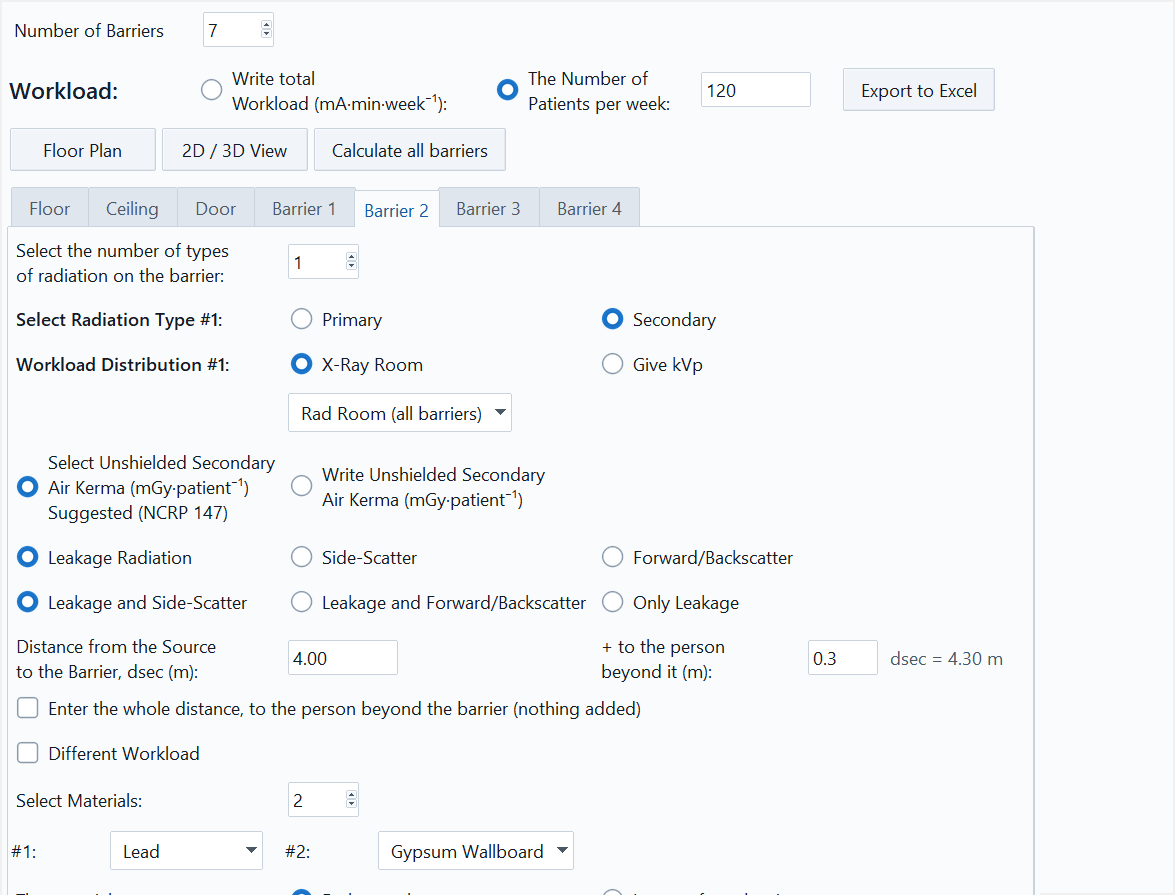 Number of Barriers 7
Workload: Write total Workload (mA·min·week⁻¹): The Number of Patients per week: 120 Export to Excel
Floor Plan 2D / 3D View Calculate all barriers
Floor Ceiling Door Barrier 1 Barrier 2 Barrier 3 Barrier 4
Select the number of types
of radiation on the barrier: 1
Select Radiation Type #1: Primary Secondary
Workload Distribution #1: X-Ray Room Give kVp
Rad Room (all barriers)
Select Unshielded Secondary
Air Kerma (mGy·patient⁻¹)
Suggested (NCRP 147)
Write Unshielded Secondary
Air Kerma (mGy·patient⁻¹)
Leakage Radiation Side-Scatter Forward/Backscatter
Leakage and Side-Scatter Leakage and Forward/Backscatter Only Leakage
Distance from the Source
to the Barrier, dsec (m): 4.00
+ to the person
beyond it (m): 0.3 dsec = 4.30 m
Enter the whole distance, to the person beyond the barrier (nothing added)
Different Workload
Select Materials: 2
#1: Lead #2: Gypsum Wallboard